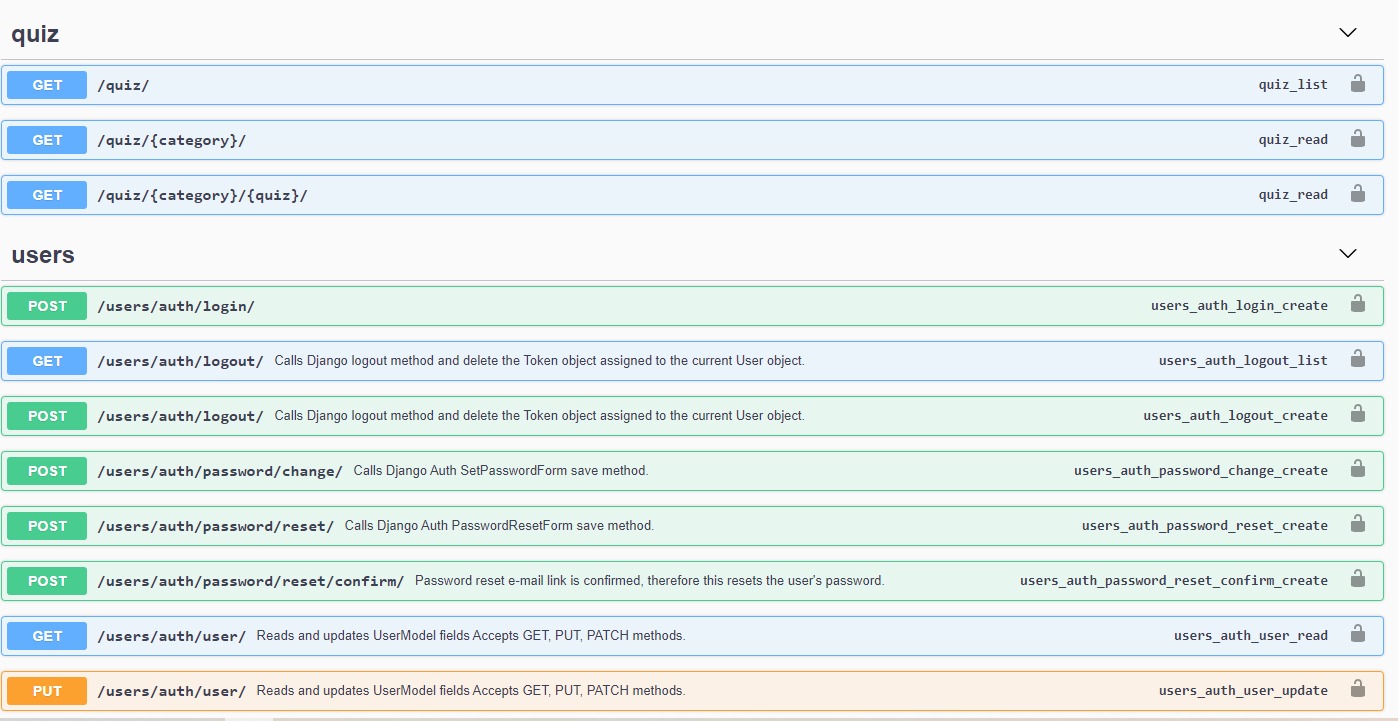 quiz
GET /quiz/ quiz_list
GET /quiz/{category}/ quiz_read
GET /quiz/{category}/{quiz}/ quiz_read
users
POST /users/auth/login/ users_auth_login_create
GET /users/auth/logout/ Calls Django logout method and delete the Token object assigned to the current User object. users_auth_logout_list
POST /users/auth/logout/ Calls Django logout method and delete the Token object assigned to the current User object. users_auth_logout_create
POST /users/auth/password/change/ Calls Django Auth SetPasswordForm save method. users_auth_password_change_create
POST /users/auth/password/reset/ Calls Django Auth PasswordResetForm save method. users_auth_password_reset_create
POST /users/auth/password/reset/confirm/ Password reset e-mail link is confirmed, therefore this resets the user's password. users_auth_password_reset_confirm_create
GET /users/auth/user/ Reads and updates UserModel fields Accepts GET, PUT, PATCH methods. users_auth_user_read
PUT /users/auth/user/ Reads and updates UserModel fields Accepts GET, PUT, PATCH methods. users_auth_user_update